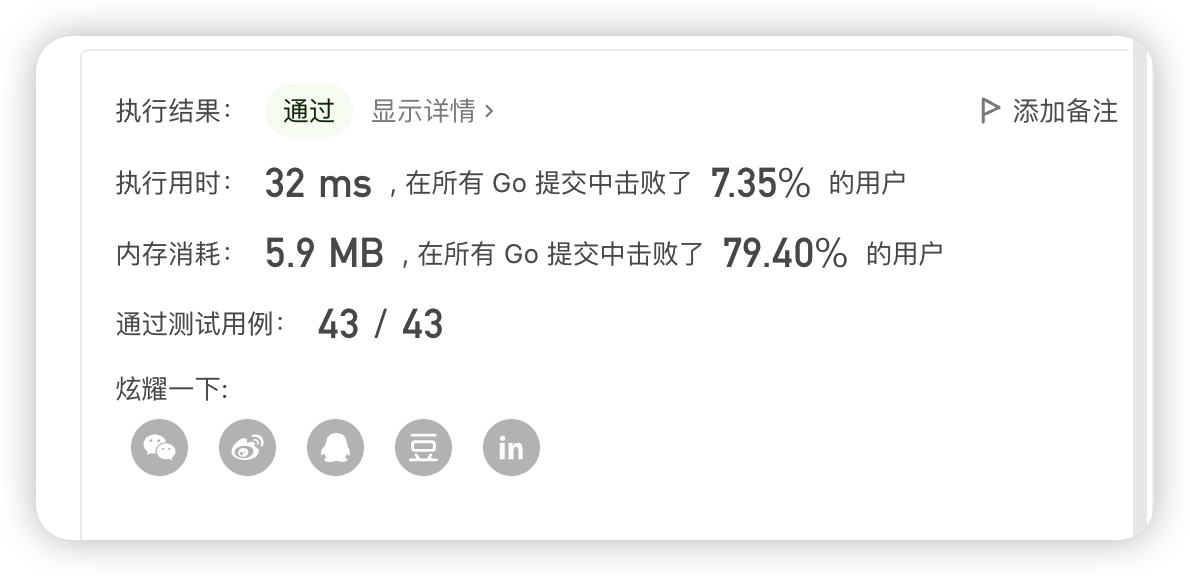 执行结果： 通过 显示详情 > 添加备注
执行用时： 32 ms , 在所有 Go 提交中击败了 7.35% 的用户
内存消耗： 5.9 MB , 在所有 Go 提交中击败了 79.40% 的用户
通过测试用例： 43 / 43
炫耀一下:
豆 in